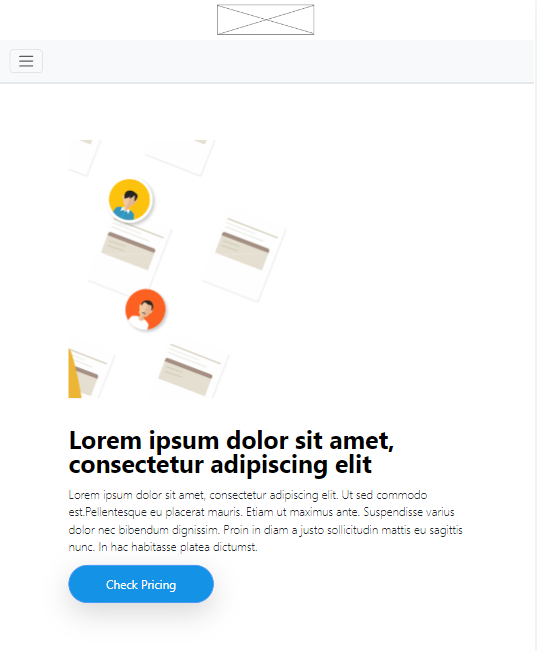 Lorem ipsum dolor sit amet,
consectetur adipiscing elit
Lorem ipsum dolor sit amet, consectetur adipiscing elit. Ut sed commodo
est.Pellentesque eu placerat mauris. Etiam ut maximus ante. Suspendisse varius
dolor nec bibendum dignissim. Proin in diam a justo sollicitudin mattis eu sagittis
nunc. In hac habitasse platea dictumst.
Check Pricing